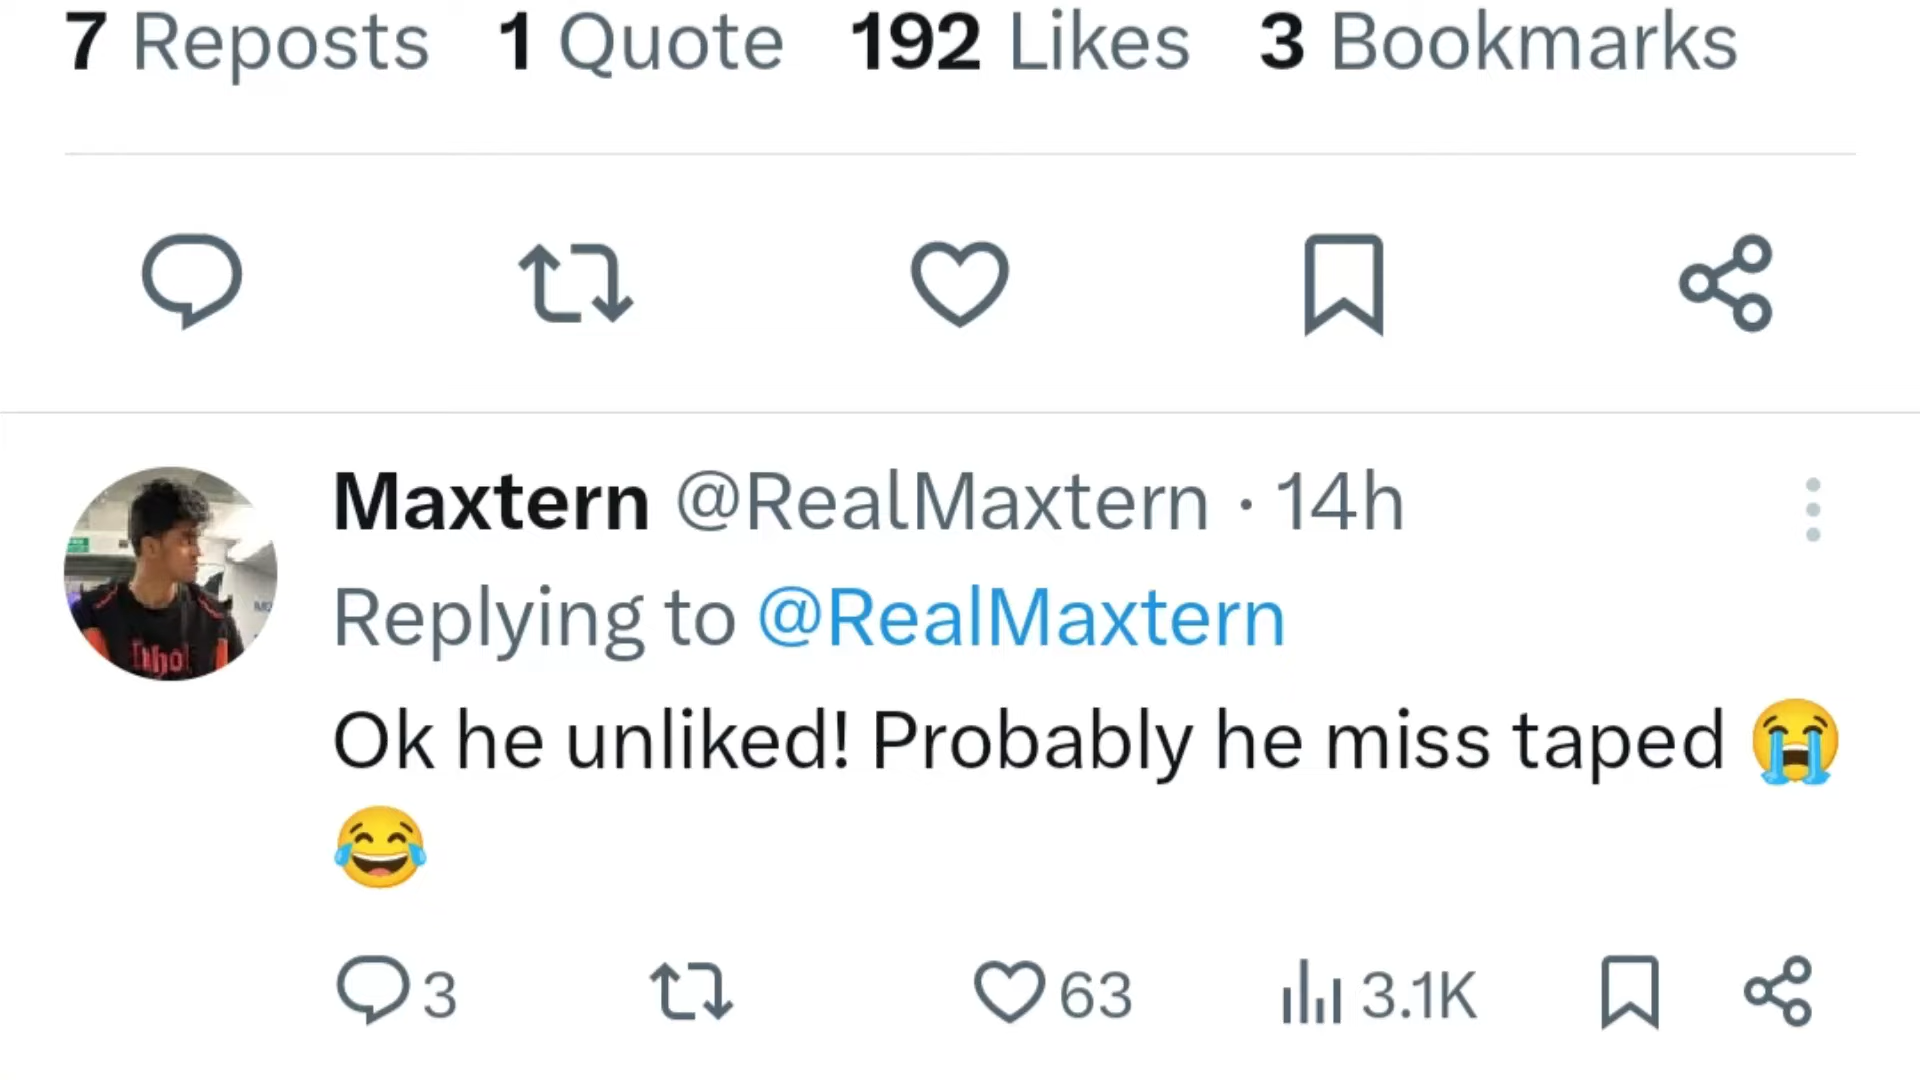 7 Reposts 1 Quote 192 Likes 3 Bookmarks
Maxtern @RealMaxtern · 14h
Replying to @RealMaxtern
Ok he unliked! Probably he miss taped 😭
😂
3 63 3.1K